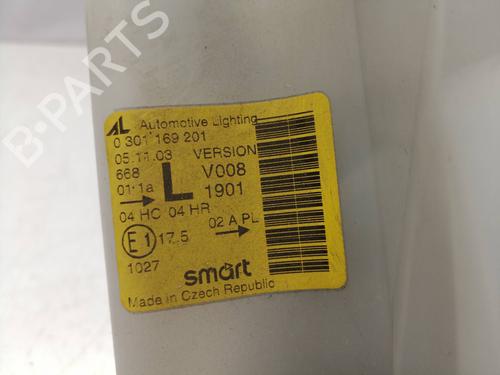 B-PARTS
AL Automotive Lighting
0 301 169 201
05.11.03 VERSION
668 L V008
01 1a 1901
04 HC 04 HR
02 A PL
E1 17.5
1027
smart
Made in Czech Republic